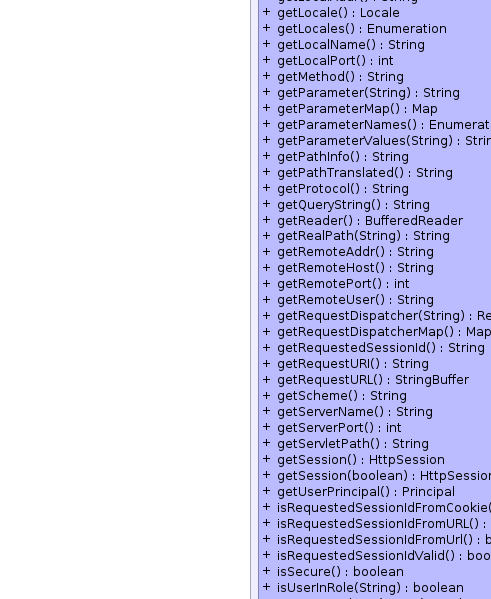 + getLocale() : Locale
+ getLocales() : Enumeration
+ getLocalName() : String
+ getLocalPort() : int
+ getMethod() : String
+ getParameter(String) : String
+ getParameterMap() : Map
+ getParameterNames() : Enumerat
+ getParameterValues(String) : Strin
+ getPathInfo() : String
+ getPathTranslated() : String
+ getProtocol() : String
+ getQueryString() : String
+ getReader() : BufferedReader
+ getRealPath(String) : String
+ getRemoteAddr() : String
+ getRemoteHost() : String
+ getRemotePort() : int
+ getRemoteUser() : String
+ getRequestDispatcher(String) : Re
+ getRequestDispatcherMap() : Map
+ getRequestedSessionId() : String
+ getRequestURI() : String
+ getRequestURL() : StringBuffer
+ getScheme() : String
+ getServerName() : String
+ getServerPort() : int
+ getServletPath() : String
+ getSession() : HttpSession
+ getSession(boolean) : HttpSession
+ getUserPrincipal() : Principal
+ isRequestedSessionIdFromCookie(
+ isRequestedSessionIdFromURL() :
+ isRequestedSessionIdFromUrl() : b
+ isRequestedSessionIdValid() : boo
+ isSecure() : boolean
+ isUserInRole(String) : boolean